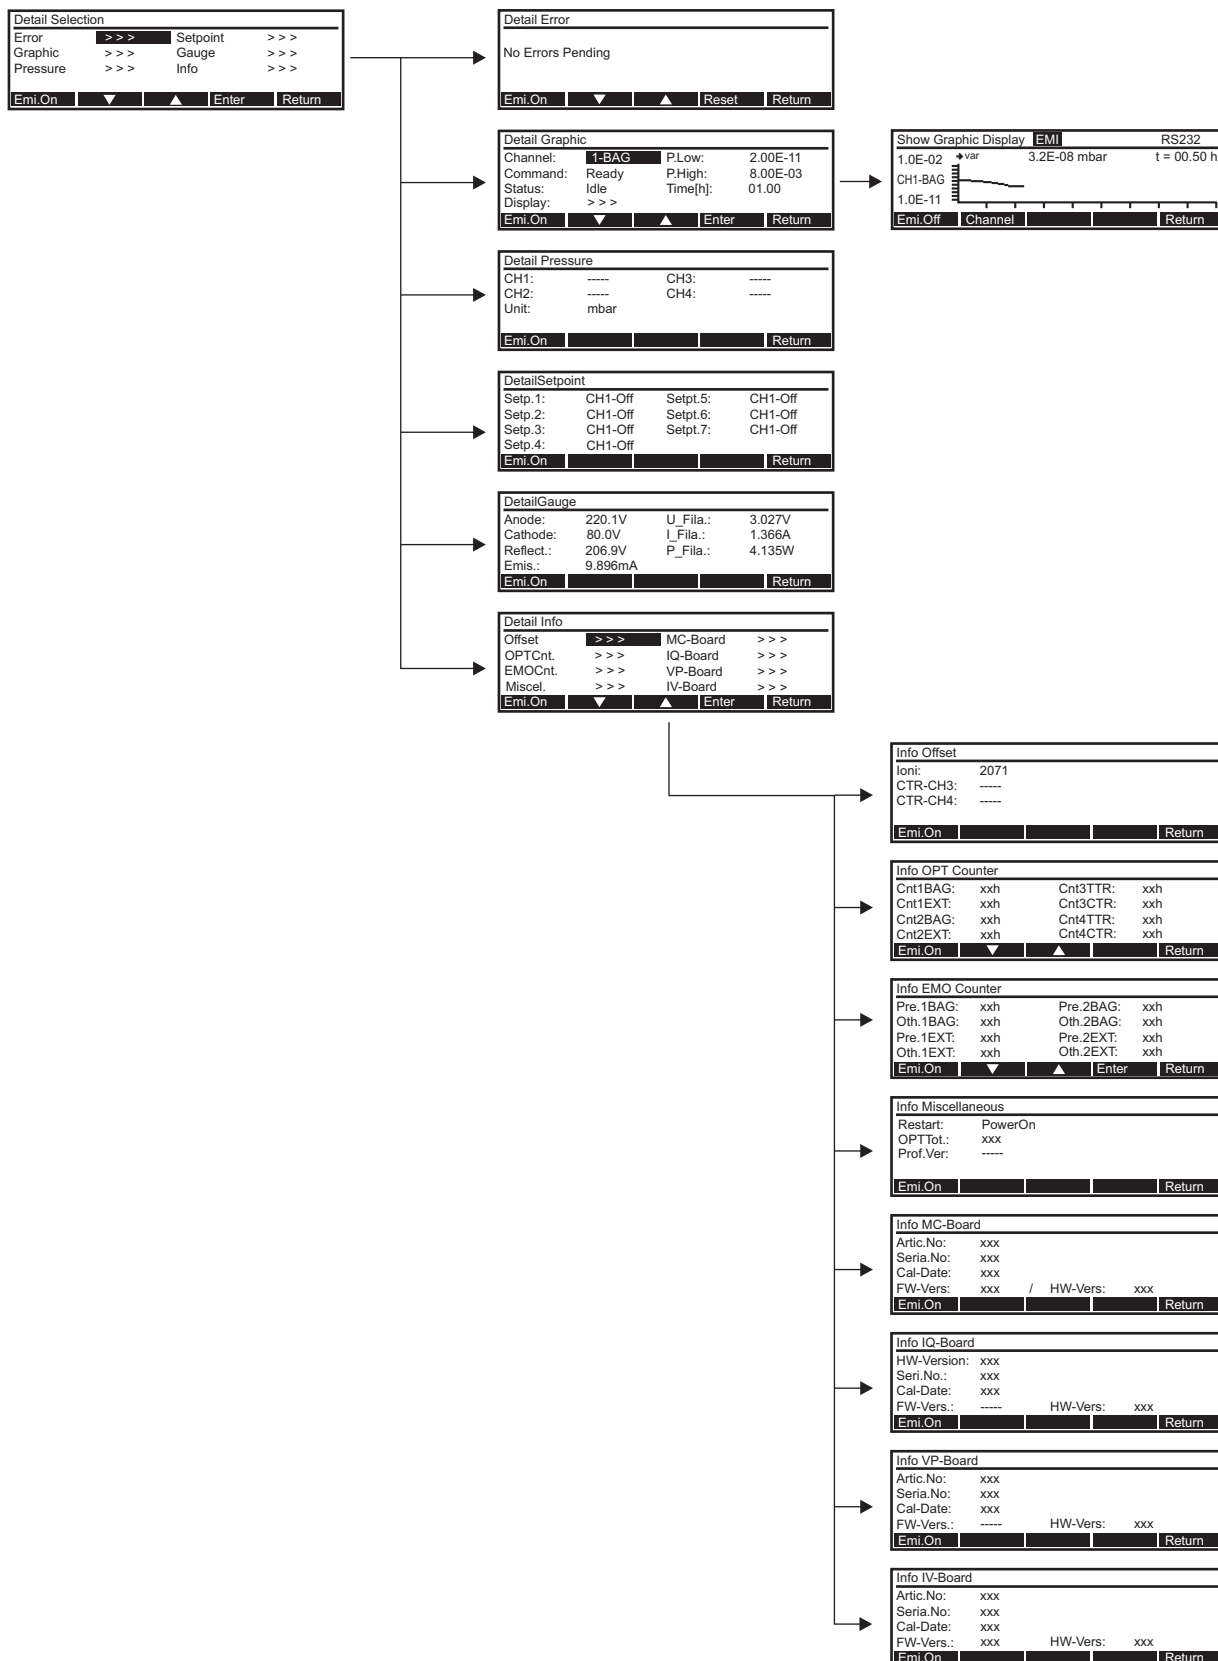 Detail Selection
Error > > > Setpoint > > >
Graphic > > > Gauge > > >
Pressure > > > Info > > >
Emi.On ▼ ▲ Enter Return
Detail Error
No Errors Pending
Emi.On ▼ ▲ Reset Return
Detail Graphic
Channel: 1-BAG P.Low: 2.00E-11
Command: Ready P.High: 8.00E-03
Status: Idle Time[h]: 01.00
Display: > > >
Emi.On ▼ ▲ Enter Return
Show Graphic Display EMI RS232
1.0E-02 var 3.2E-08 mbar t = 00.50 h
CH1-BAG
1.0E-11
Emi.Off Channel Return
Detail Pressure
CH1: ----- CH3: -----
CH2: ----- CH4: -----
Unit: mbar
Emi.On Return
DetailSetpoint
Setp.1: CH1-Off Setpt.5: CH1-Off
Setp.2: CH1-Off Setpt.6: CH1-Off
Setp.3: CH1-Off Setpt.7: CH1-Off
Setp.4: CH1-Off
Emi.On Return
DetailGauge
Anode: 220.1V U_Fila.: 3.027V
Cathode: 80.0V I_Fila.: 1.366A
Reflect.: 206.9V P_Fila.: 4.135W
Emis.: 9.896mA
Emi.On Return
Detail Info
Offset > > > MC-Board > > >
OPTCnt. > > > IQ-Board > > >
EMOCnt. > > > VP-Board > > >
Miscel. > > > IV-Board > > >
Emi.On ▼ ▲ Enter Return
Info Offset
Ioni: 2071
CTR-CH3: -----
CTR-CH4: -----
Emi.On Return
Info OPT Counter
Cnt1BAG: xxh Cnt3TTR: xxh
Cnt1EXT: xxh Cnt3CTR: xxh
Cnt2BAG: xxh Cnt4TTR: xxh
Cnt2EXT: xxh Cnt4CTR: xxh
Emi.On ▼ ▲ Return
Info EMO Counter
Pre.1BAG: xxh Pre.2BAG: xxh
Oth.1BAG: xxh Oth.2BAG: xxh
Pre.1EXT: xxh Pre.2EXT: xxh
Oth.1EXT: xxh Oth.2EXT: xxh
Emi.On ▼ ▲ Enter Return
Info Miscellaneous
Restart: PowerOn
OPTTot.: xxx
Prof.Ver: -----
Emi.On Return
Info MC-Board
Artic.No: xxx
Seria.No: xxx
Cal-Date: xxx
FW-Vers: xxx / HW-Vers: xxx
Emi.On Return
Info IQ-Board
HW-Version: xxx
Seri.No.: xxx
Cal-Date: xxx
FW-Vers.: ----- HW-Vers: xxx
Emi.On Return
Info VP-Board
Artic.No: xxx
Seria.No: xxx
Cal-Date: xxx
FW-Vers.: ----- HW-Vers: xxx
Emi.On Return
Info IV-Board
Artic.No: xxx
Seria.No: xxx
Cal-Date: xxx
FW-Vers.: xxx HW-Vers: xxx
Emi.On Return